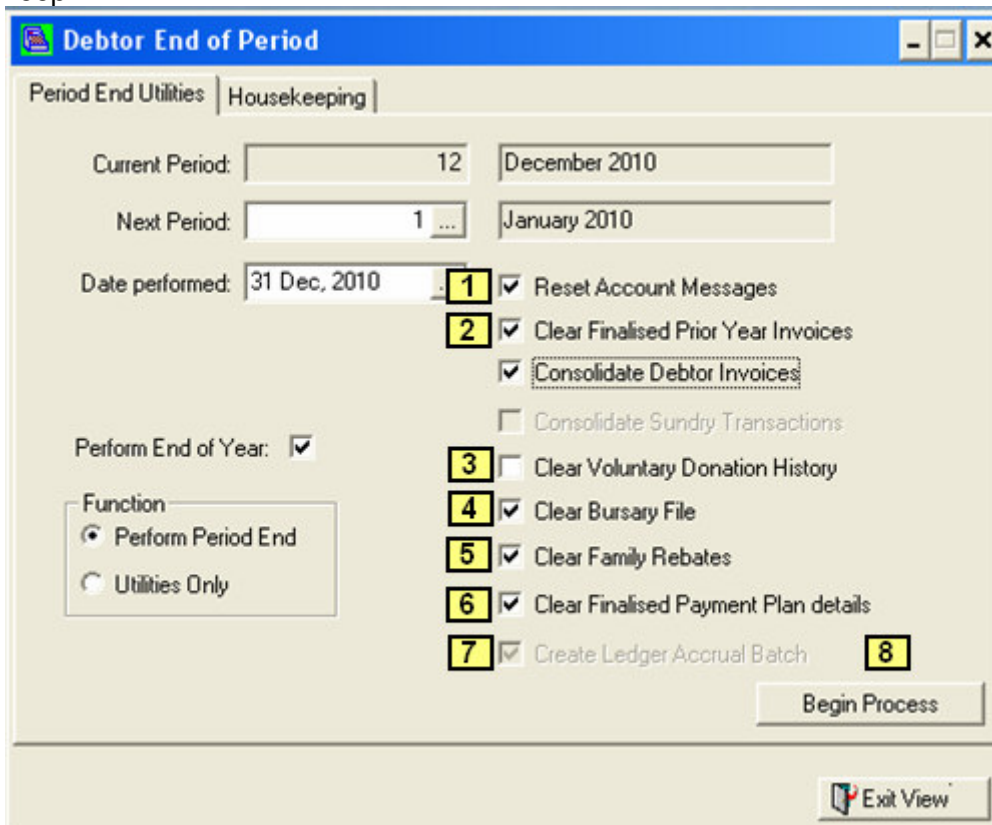 Debtor End of Period
Period End Utilities Housekeeping
Current Period: 12 December 2010
Next Period: 1 ... January 2010
Date performed: 31 Dec, 2010
1 Reset Account Messages
2 Clear Finalised Prior Year Invoices
Consolidate Debtor Invoices
Consolidate Sundry Transactions
Perform End of Year:
3 Clear Voluntary Donation History
Function
4 Clear Bursary File
Perform Period End
5 Clear Family Rebates
Utilities Only
6 Clear Finalised Payment Plan details
7 Create Ledger Accrual Batch 8
Begin Process
Exit View